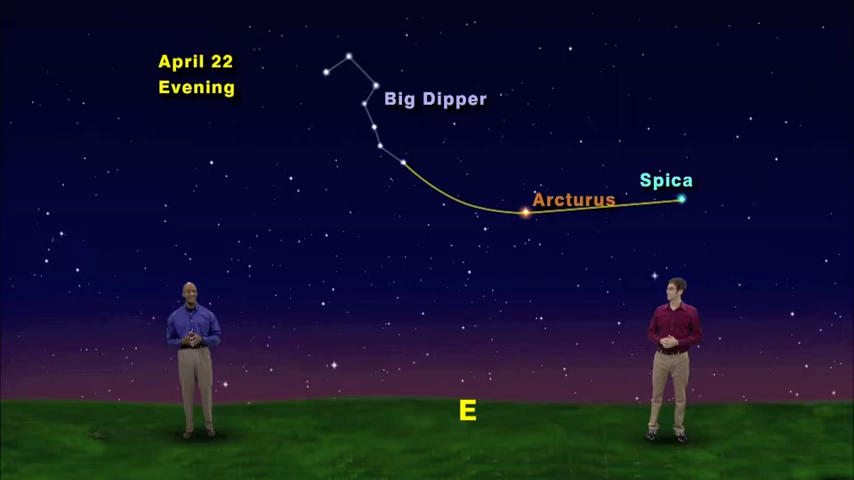 April 22
Evening
Big Dipper
Spica
Arcturus
E